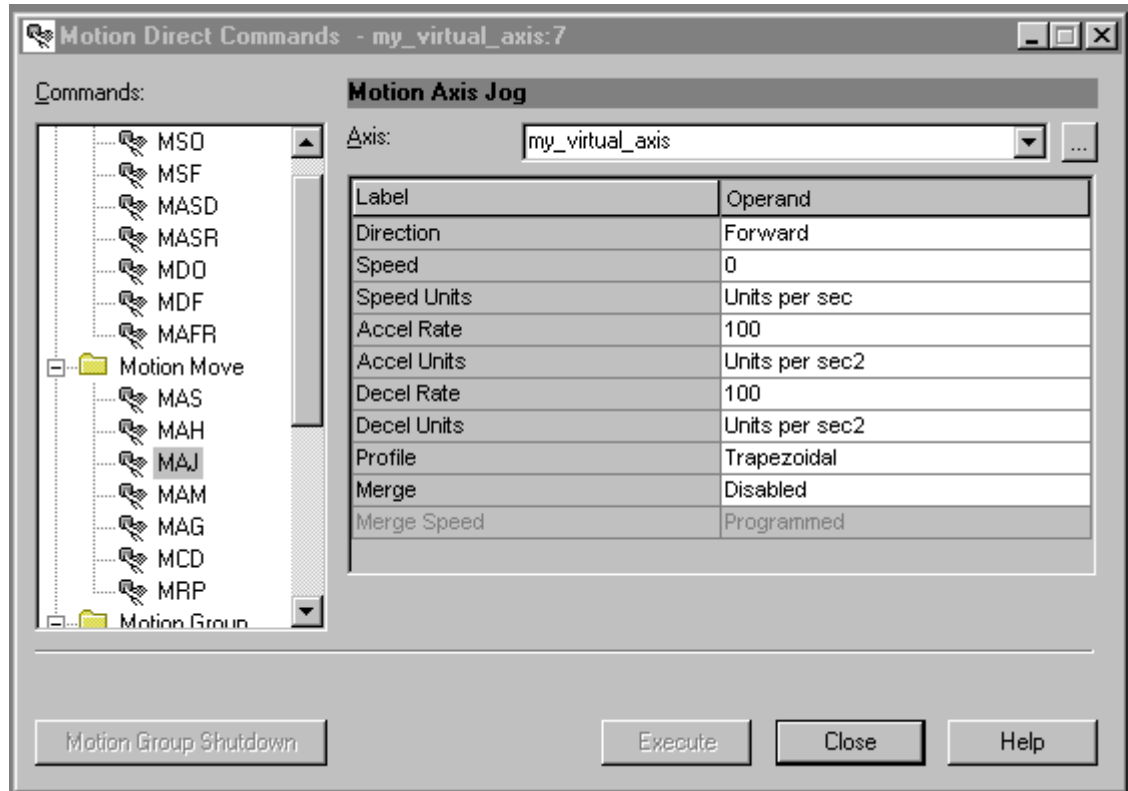 Motion Direct Commands - my_virtual_axis:7
Commands:
MSO
MSF
MASD
MASR
MDO
MDF
MAFR
Motion Move
MAS
MAH
MAJ
MAM
MAG
MCD
MRP
Motion Group
Motion Axis Jog
Axis: my_virtual_axis ...
Label Operand
Direction Forward
Speed 0
Speed Units Units per sec
Accel Rate 100
Accel Units Units per sec2
Decel Rate 100
Decel Units Units per sec2
Profile Trapezoidal
Merge Disabled
Merge Speed Programmed
Motion Group Shutdown Execute Close Help